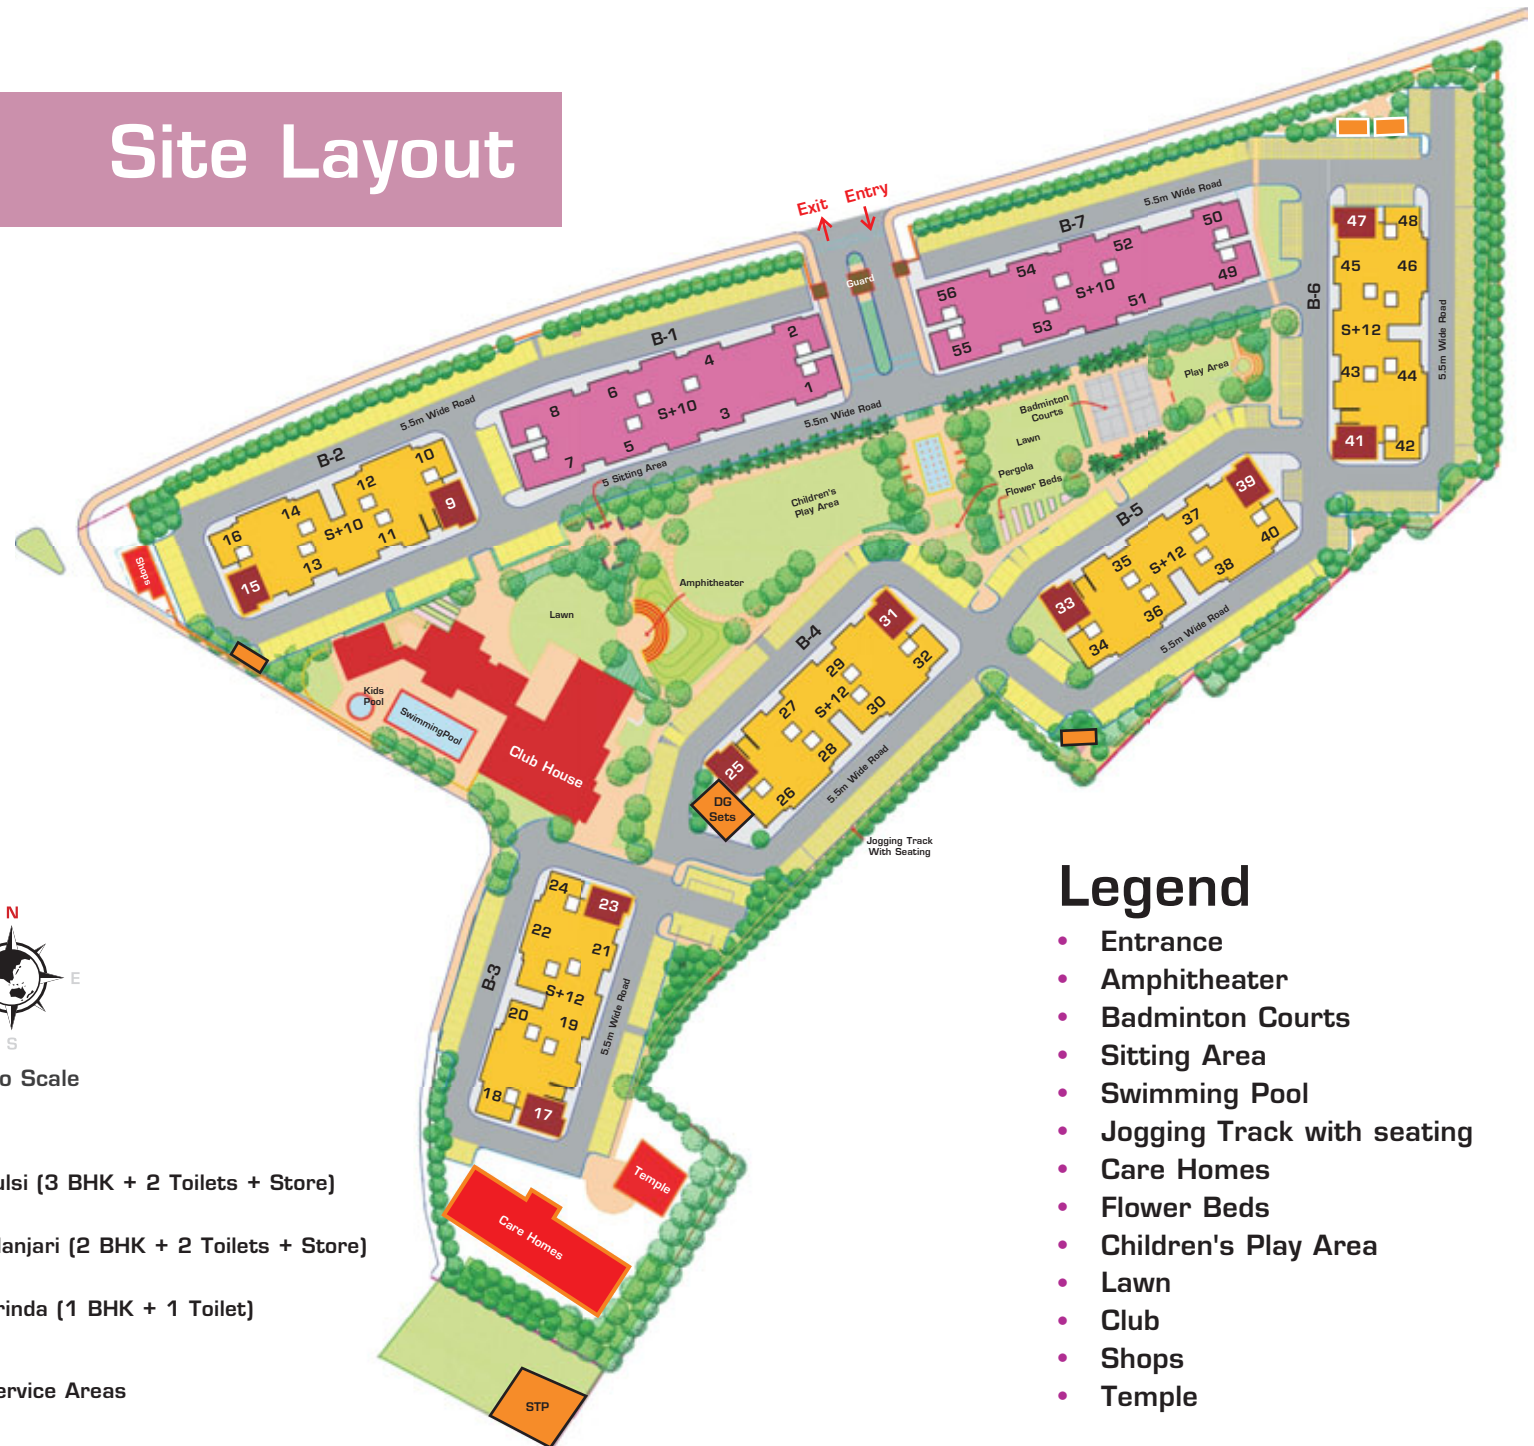 Site Layout
Exit
Entry
Guard
B-7
5.5m Wide Road
50
52
54
56
S+10
49
51
53
55
47
48
45
46
B-6
S+12
5.5m Wide Road
43
44
41
42
B-1
2
4
6
8
S+10
1
3
5
7
5.5m Wide Road
5.5m Wide Road
B-2
10
12
14
16
S+10
9
11
13
15
Shops
5 Sitting Area
Children's
Play Area
Play Area
Badminton
Courts
Lawn
Pergola
Flower Beds
B-5
39
37
35
33
S+12
40
38
36
34
5.5m Wide Road
Amphitheater
Lawn
B-4
31
29
27
25
S+12
32
30
28
26
5.5m Wide Road
DG
Sets
Kids
Pool
SwimmingPool
Club House
Jogging Track
With Seating
24
23
22
21
B-3
S+12
20
19
18
17
5.5m Wide Road
Temple
Care Homes
STP
N
E
S
o Scale
ulsi (3 BHK + 2 Toilets + Store)
anjari (2 BHK + 2 Toilets + Store)
rinda (1 BHK + 1 Toilet)
ervice Areas
Legend
• Entrance
• Amphitheater
• Badminton Courts
• Sitting Area
• Swimming Pool
• Jogging Track with seating
• Care Homes
• Flower Beds
• Children's Play Area
• Lawn
• Club
• Shops
• Temple